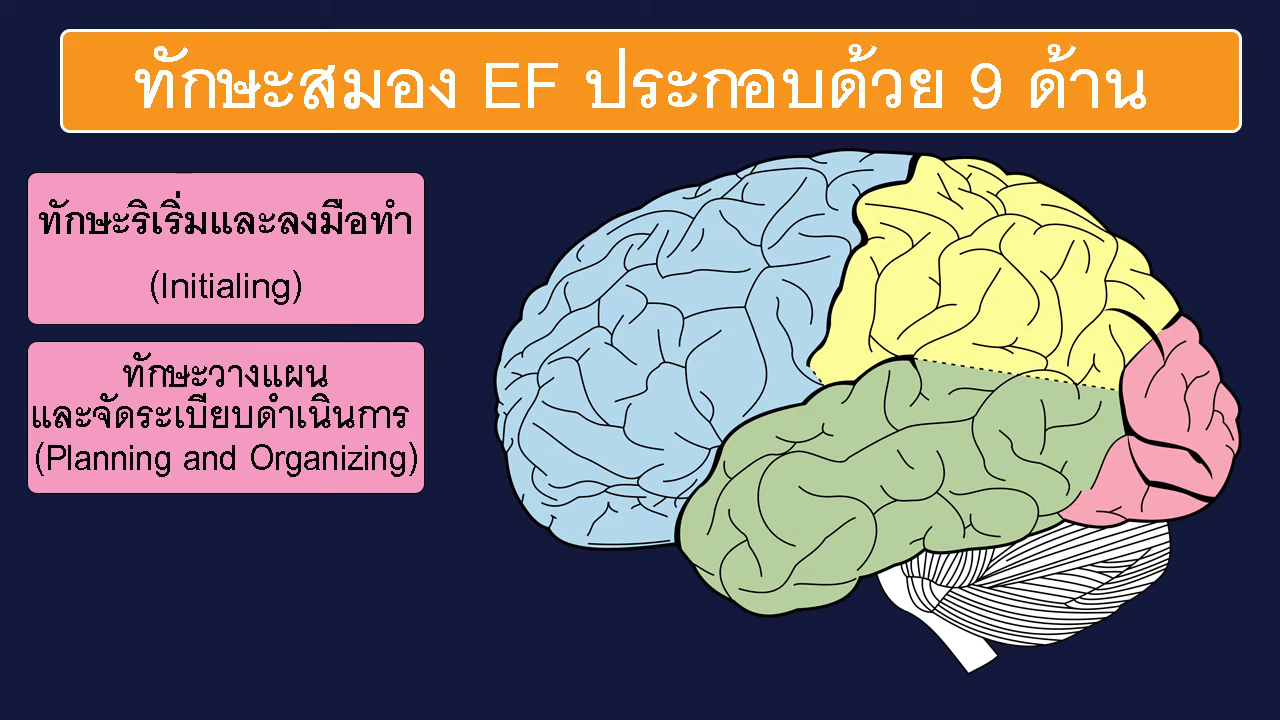 ทักษะสมอง EF ประกอบด้วย 9 ด้าน
ทักษะริเริ่มและลงมือทำ
(Initialing)
ทักษะวางแผน
และจัดระเบียบดำเนินการ
(Planning and Organizing)